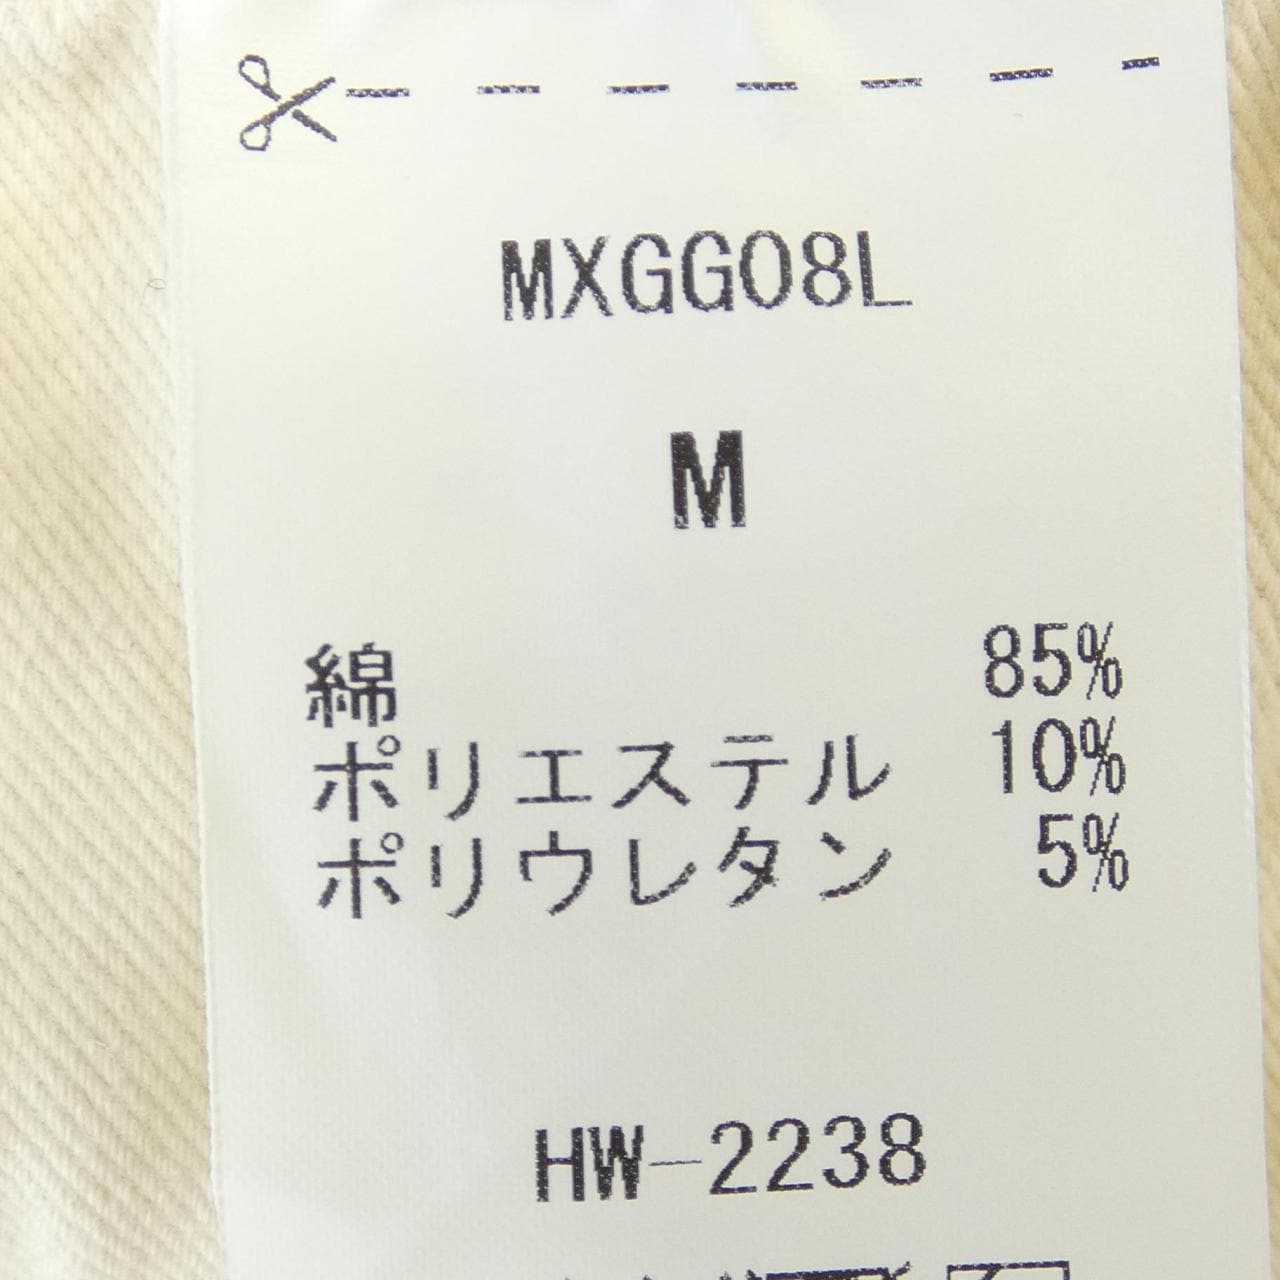 MXGG08L
M
綿 85%
ポリエステル 10%
ポリウレタン 5%
HW-2238